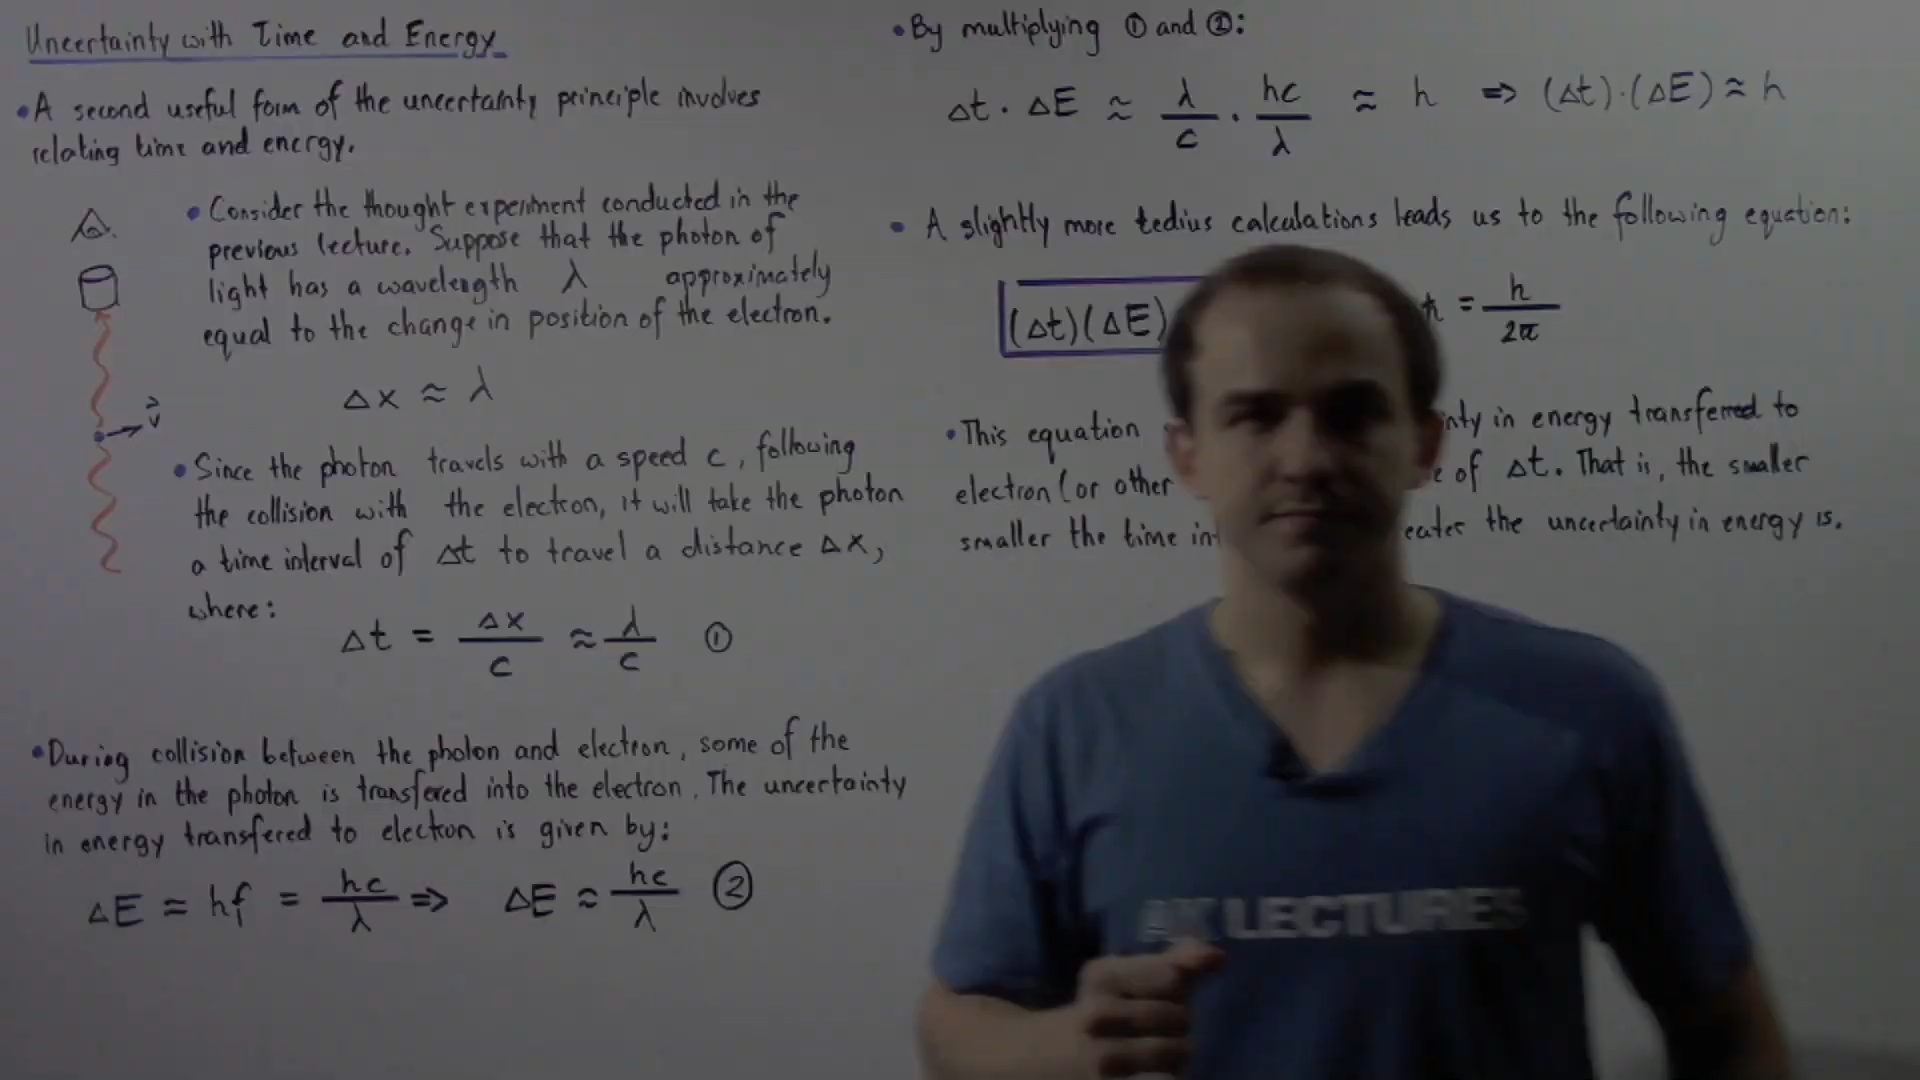 Uncertainty with Time and Energy
•A second useful form of the uncertainty principle involves
relating time and energy.
• Consider the thought experiment conducted in the
previous lecture. Suppose that the photon of
light has a wavelength λ approximately
equal to the change in position of the electron.
Δx ≈ λ
v
• Since the photon travels with a speed c, following
the collision with the electron, it will take the photon
a time interval of Δt to travel a distance Δx,
where:
Δt = Δx/c ≈ λ/c ①
•During collision between the photon and electron, some of the
energy in the photon is transfered into the electron. The uncertainty
in energy transfered to electron is given by:
ΔE ≈ hf = hc/λ ⇒ ΔE ≈ hc/λ ②
•By multiplying ① and ②:
Δt · ΔE ≈ λ/c · hc/λ ≈ h ⇒ (Δt)·(ΔE) ≈ h
• A slightly more tedius calculations leads us to the following equation:
(Δt)(ΔE) ħ = h/2π
•This equation in energy transferred to
electron (or other of Δt. That is, the smaller
smaller the time the uncertainty in energy is.
AK LECTURES